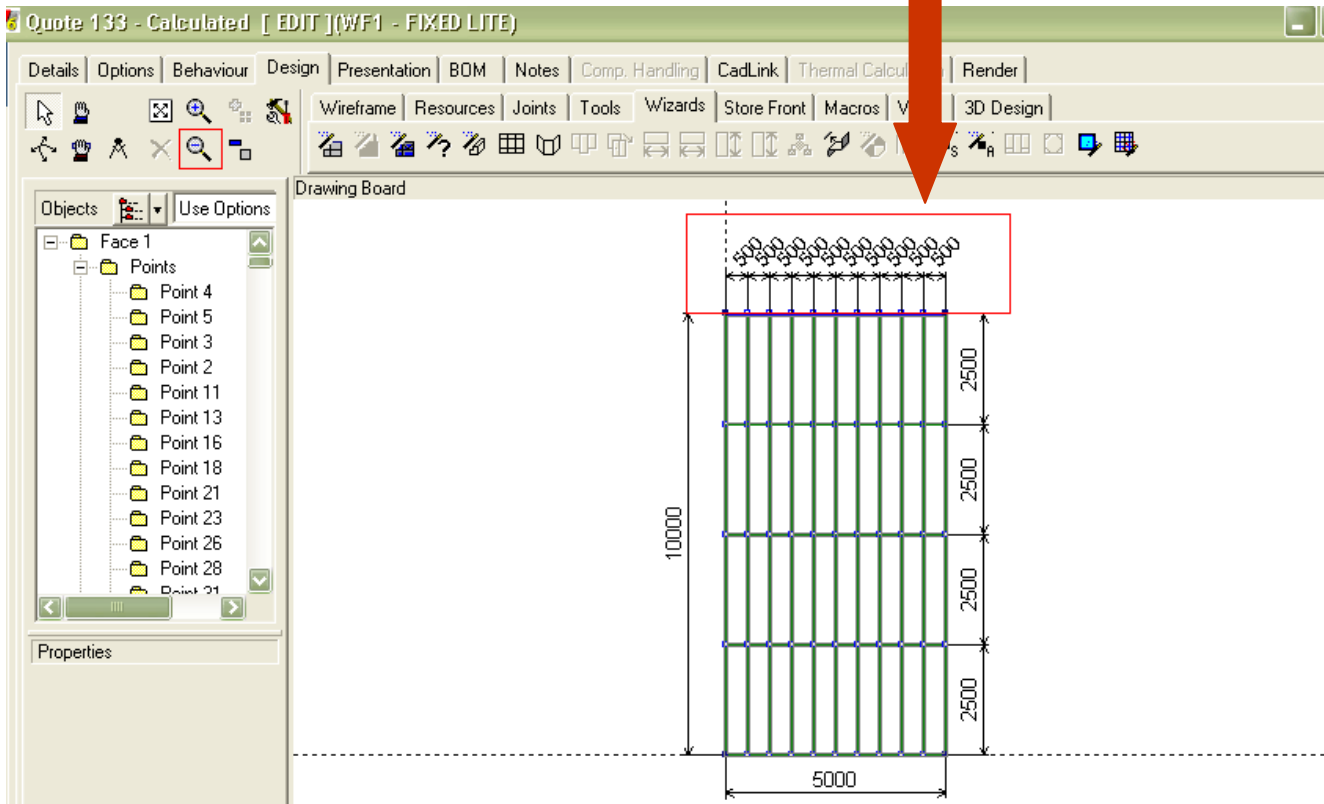 Quote 133 - Calculated [ EDIT ](WF1 - FIXED LITE)
Details Options Behaviour Design Presentation BOM Notes Comp. Handling CadLink Thermal Render
Wireframe Resources Joints Tools Wizards Store Front Macros 3D Design
Drawing Board
Objects Use Options
Face 1
Points
Point 4
Point 5
Point 3
Point 2
Point 11
Point 13
Point 16
Point 18
Point 21
Point 23
Point 26
Point 28
Point 31
Properties
500 500 500 500 500 500 500 500 500 500
2500
2500
10000
2500
2500
5000